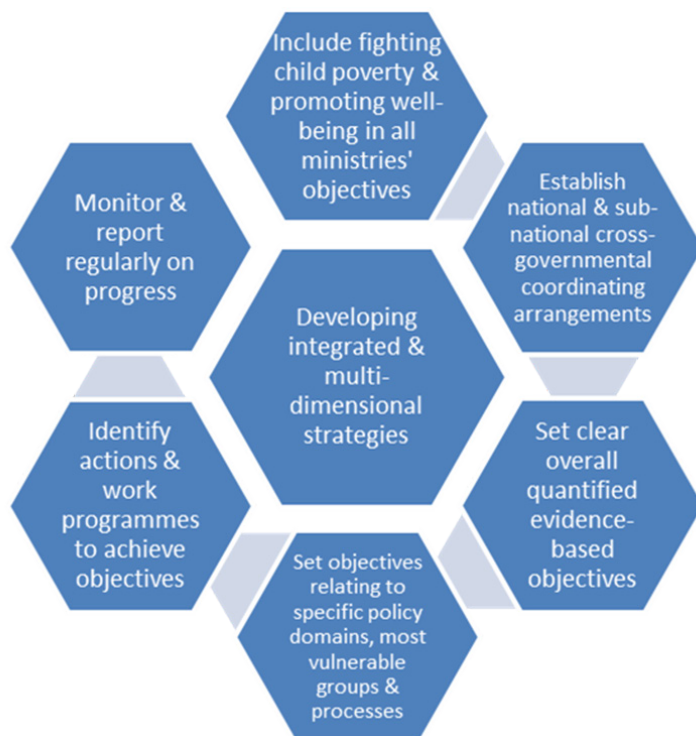 Include fighting
child poverty &
promoting well-
being in all
ministries'
objectives
Establish
national & sub-
national cross-
governmental
coordinating
arrangements
Set clear
overall
quantified
evidence-
based
objectives
Set objectives
relating to
specific policy
domains, most
vulnerable
groups &
processes
Identify
actions &
work
programmes
to achieve
objectives
Monitor &
report
regularly on
progress
Developing
integrated &
multi-
dimensional
strategies